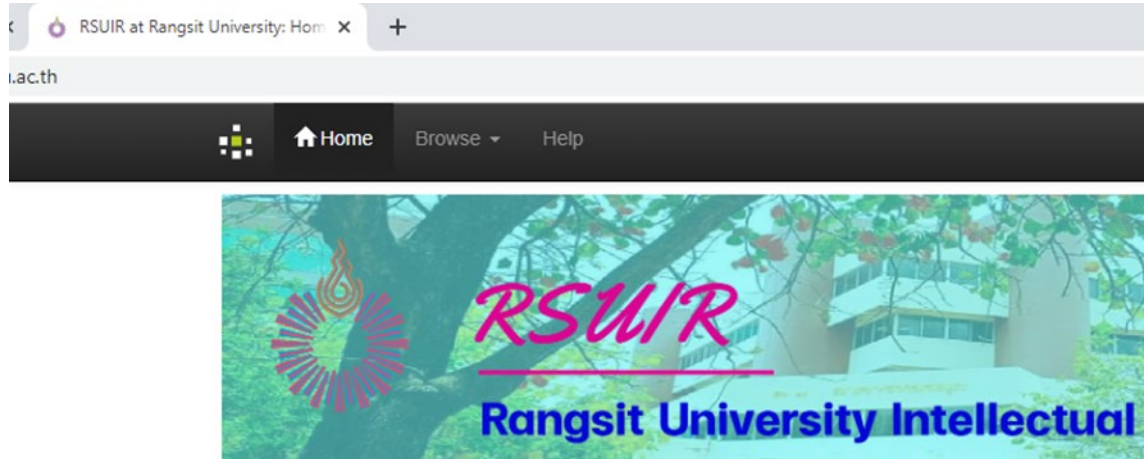 RSUIR at Rangsit University: Hom
.ac.th
Home Browse Help
RSUIR
Rangsit University Intellectual